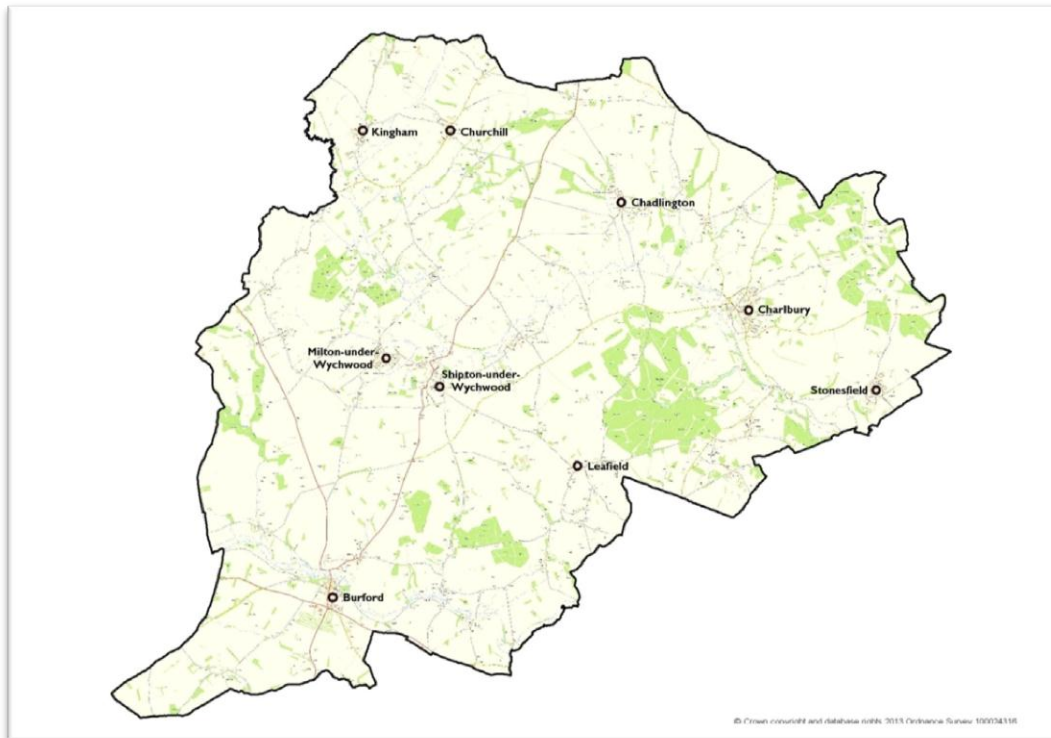 Kingham
Churchill
Chadlington
Charlbury
Milton-under-
Wychwood
Shipton-under-
Wychwood
Stonesfield
Leafield
Burford
© Crown copyright and database rights 2013 Ordnance Survey 100024316